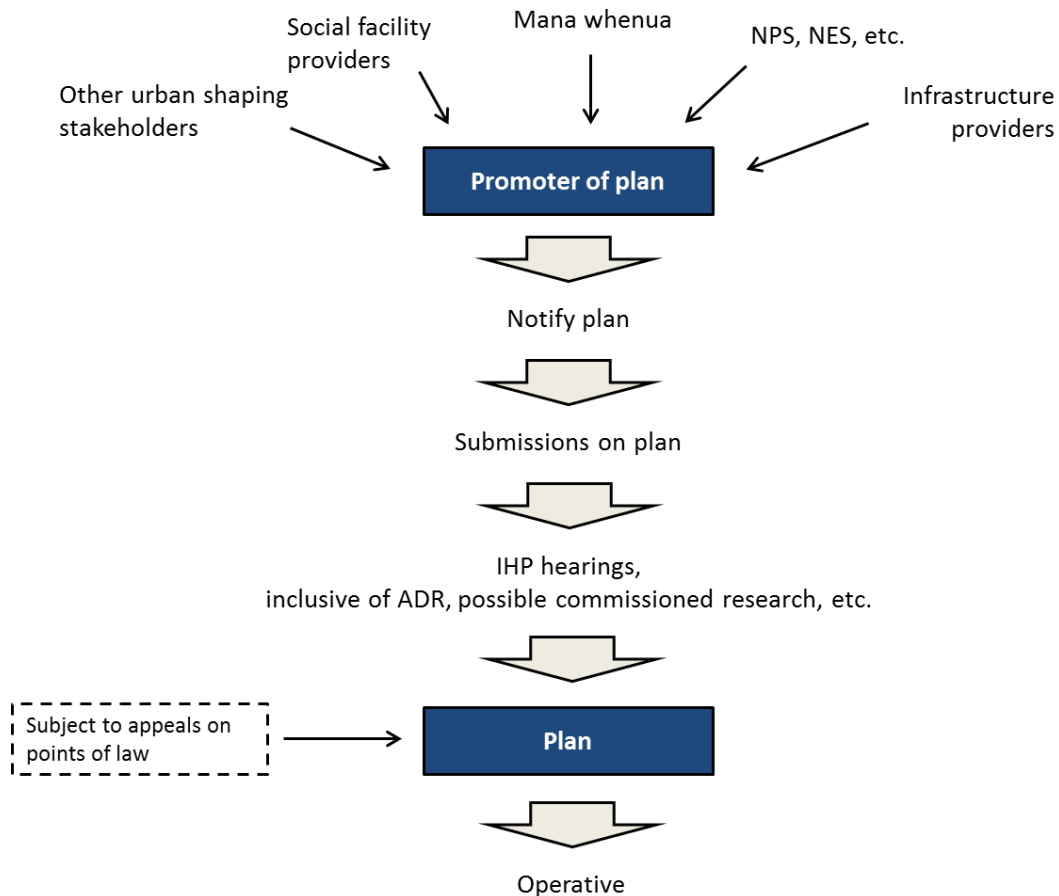 Mana whenua
Social facility
providers
NPS, NES, etc.
Other urban shaping
stakeholders
Infrastructure
providers
Promoter of plan
Notify plan
Submissions on plan
IHP hearings,
inclusive of ADR, possible commissioned research, etc.
Subject to appeals on
points of law
Plan
Operative